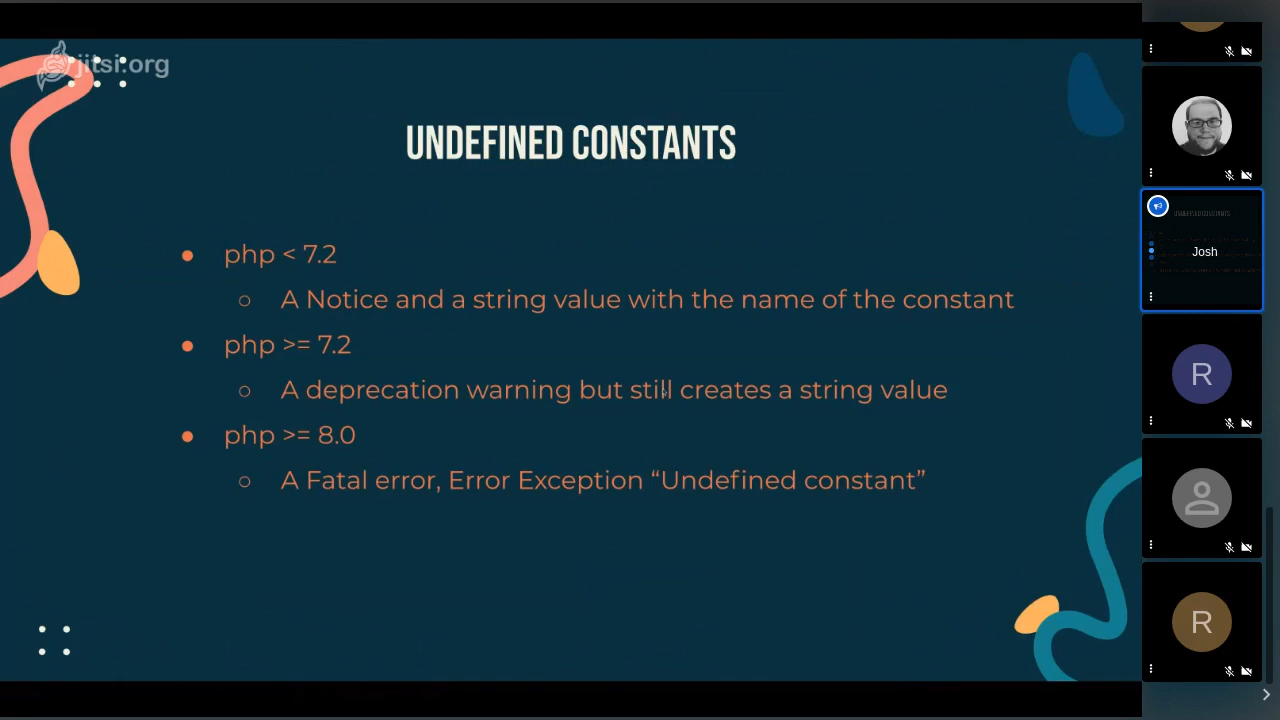 jitsi.org
UNDEFINED CONSTANTS
php < 7.2
A Notice and a string value with the name of the constant
php >= 7.2
A deprecation warning but still creates a string value
php >= 8.0
A Fatal error, Error Exception “Undefined constant”
Josh
R
R